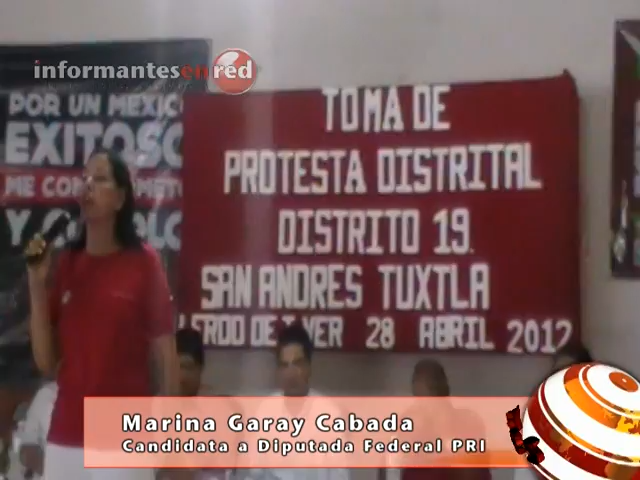 informantesenred
POR UN MEXICO
EXITOSO
ME
Y
TOMA DE
PROTESTA DISTRITAL
DISTRITO 19.
SAN ANDRES TUXTLA
VER 28 ABRIL 2012
Marina Garay Cabada
Candidata a Diputada Federal PRI